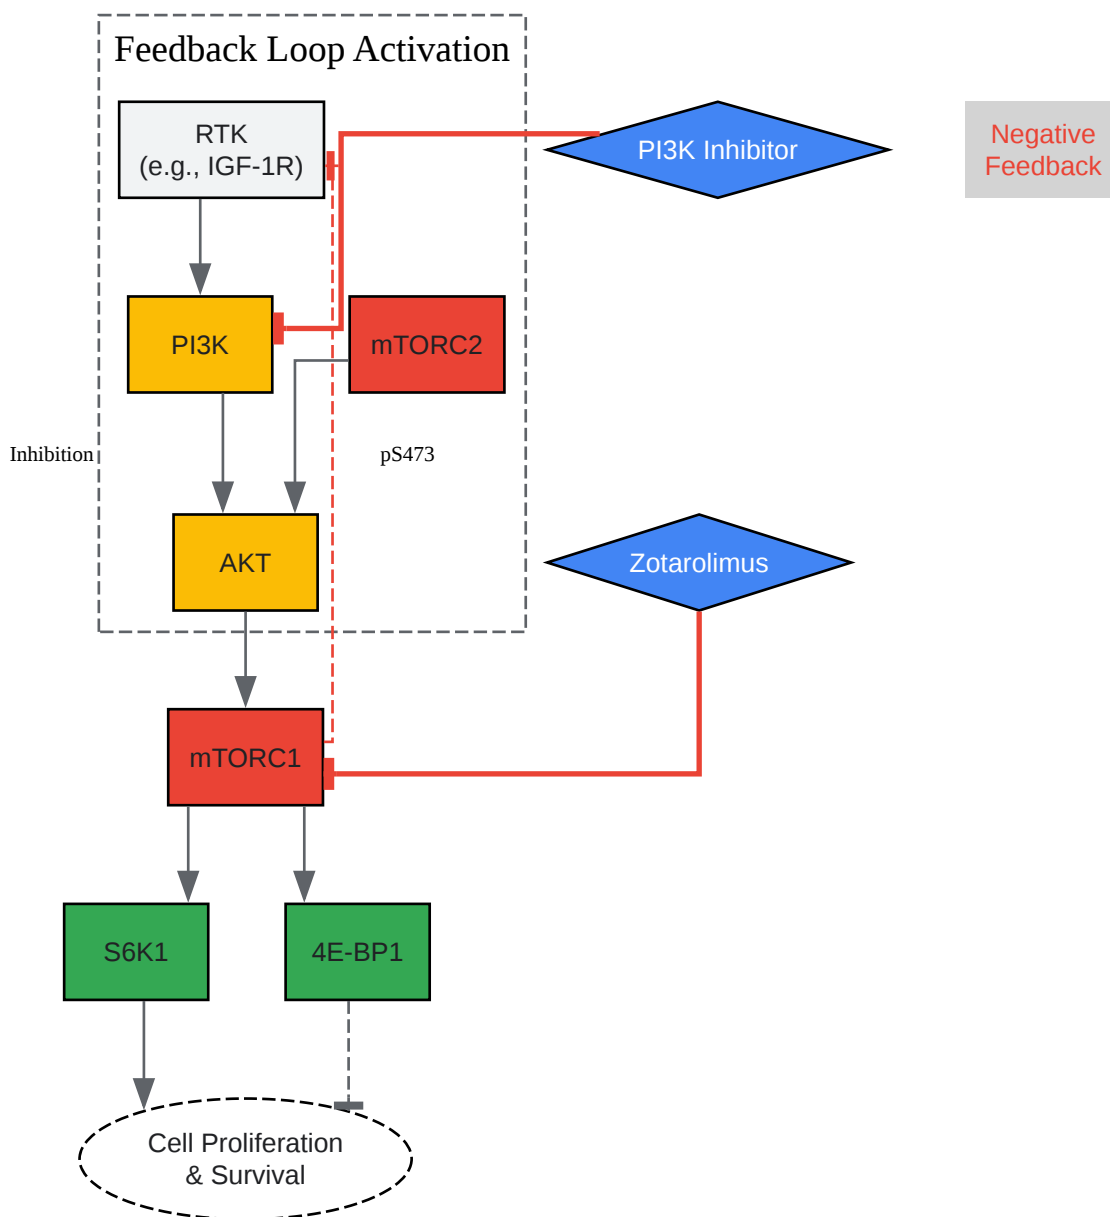 Feedback Loop Activation
RTK
(e.g., IGF-1R)
PI3K Inhibitor
Negative
Feedback
PI3K
mTORC2
Inhibition
pS473
AKT
Zotarolimus
mTORC1
S6K1
4E-BP1
Cell Proliferation
& Survival